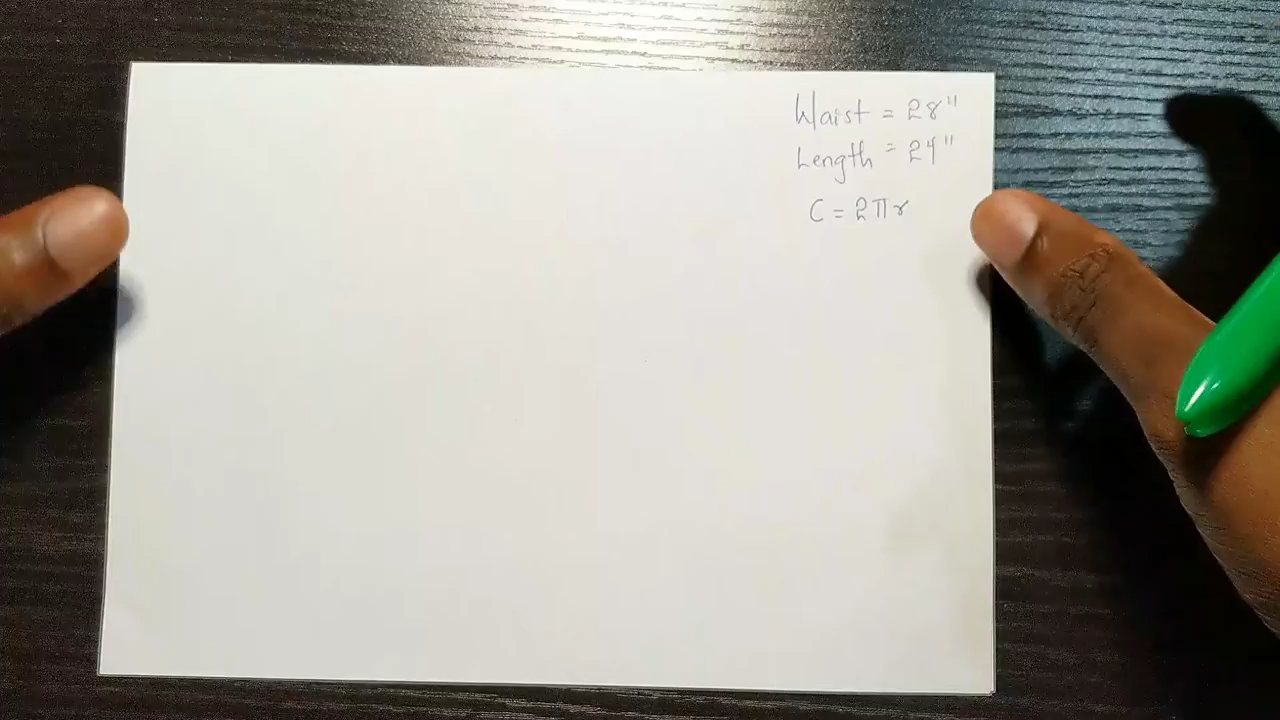 Waist = 28"
Length = 24"
C = 2πr